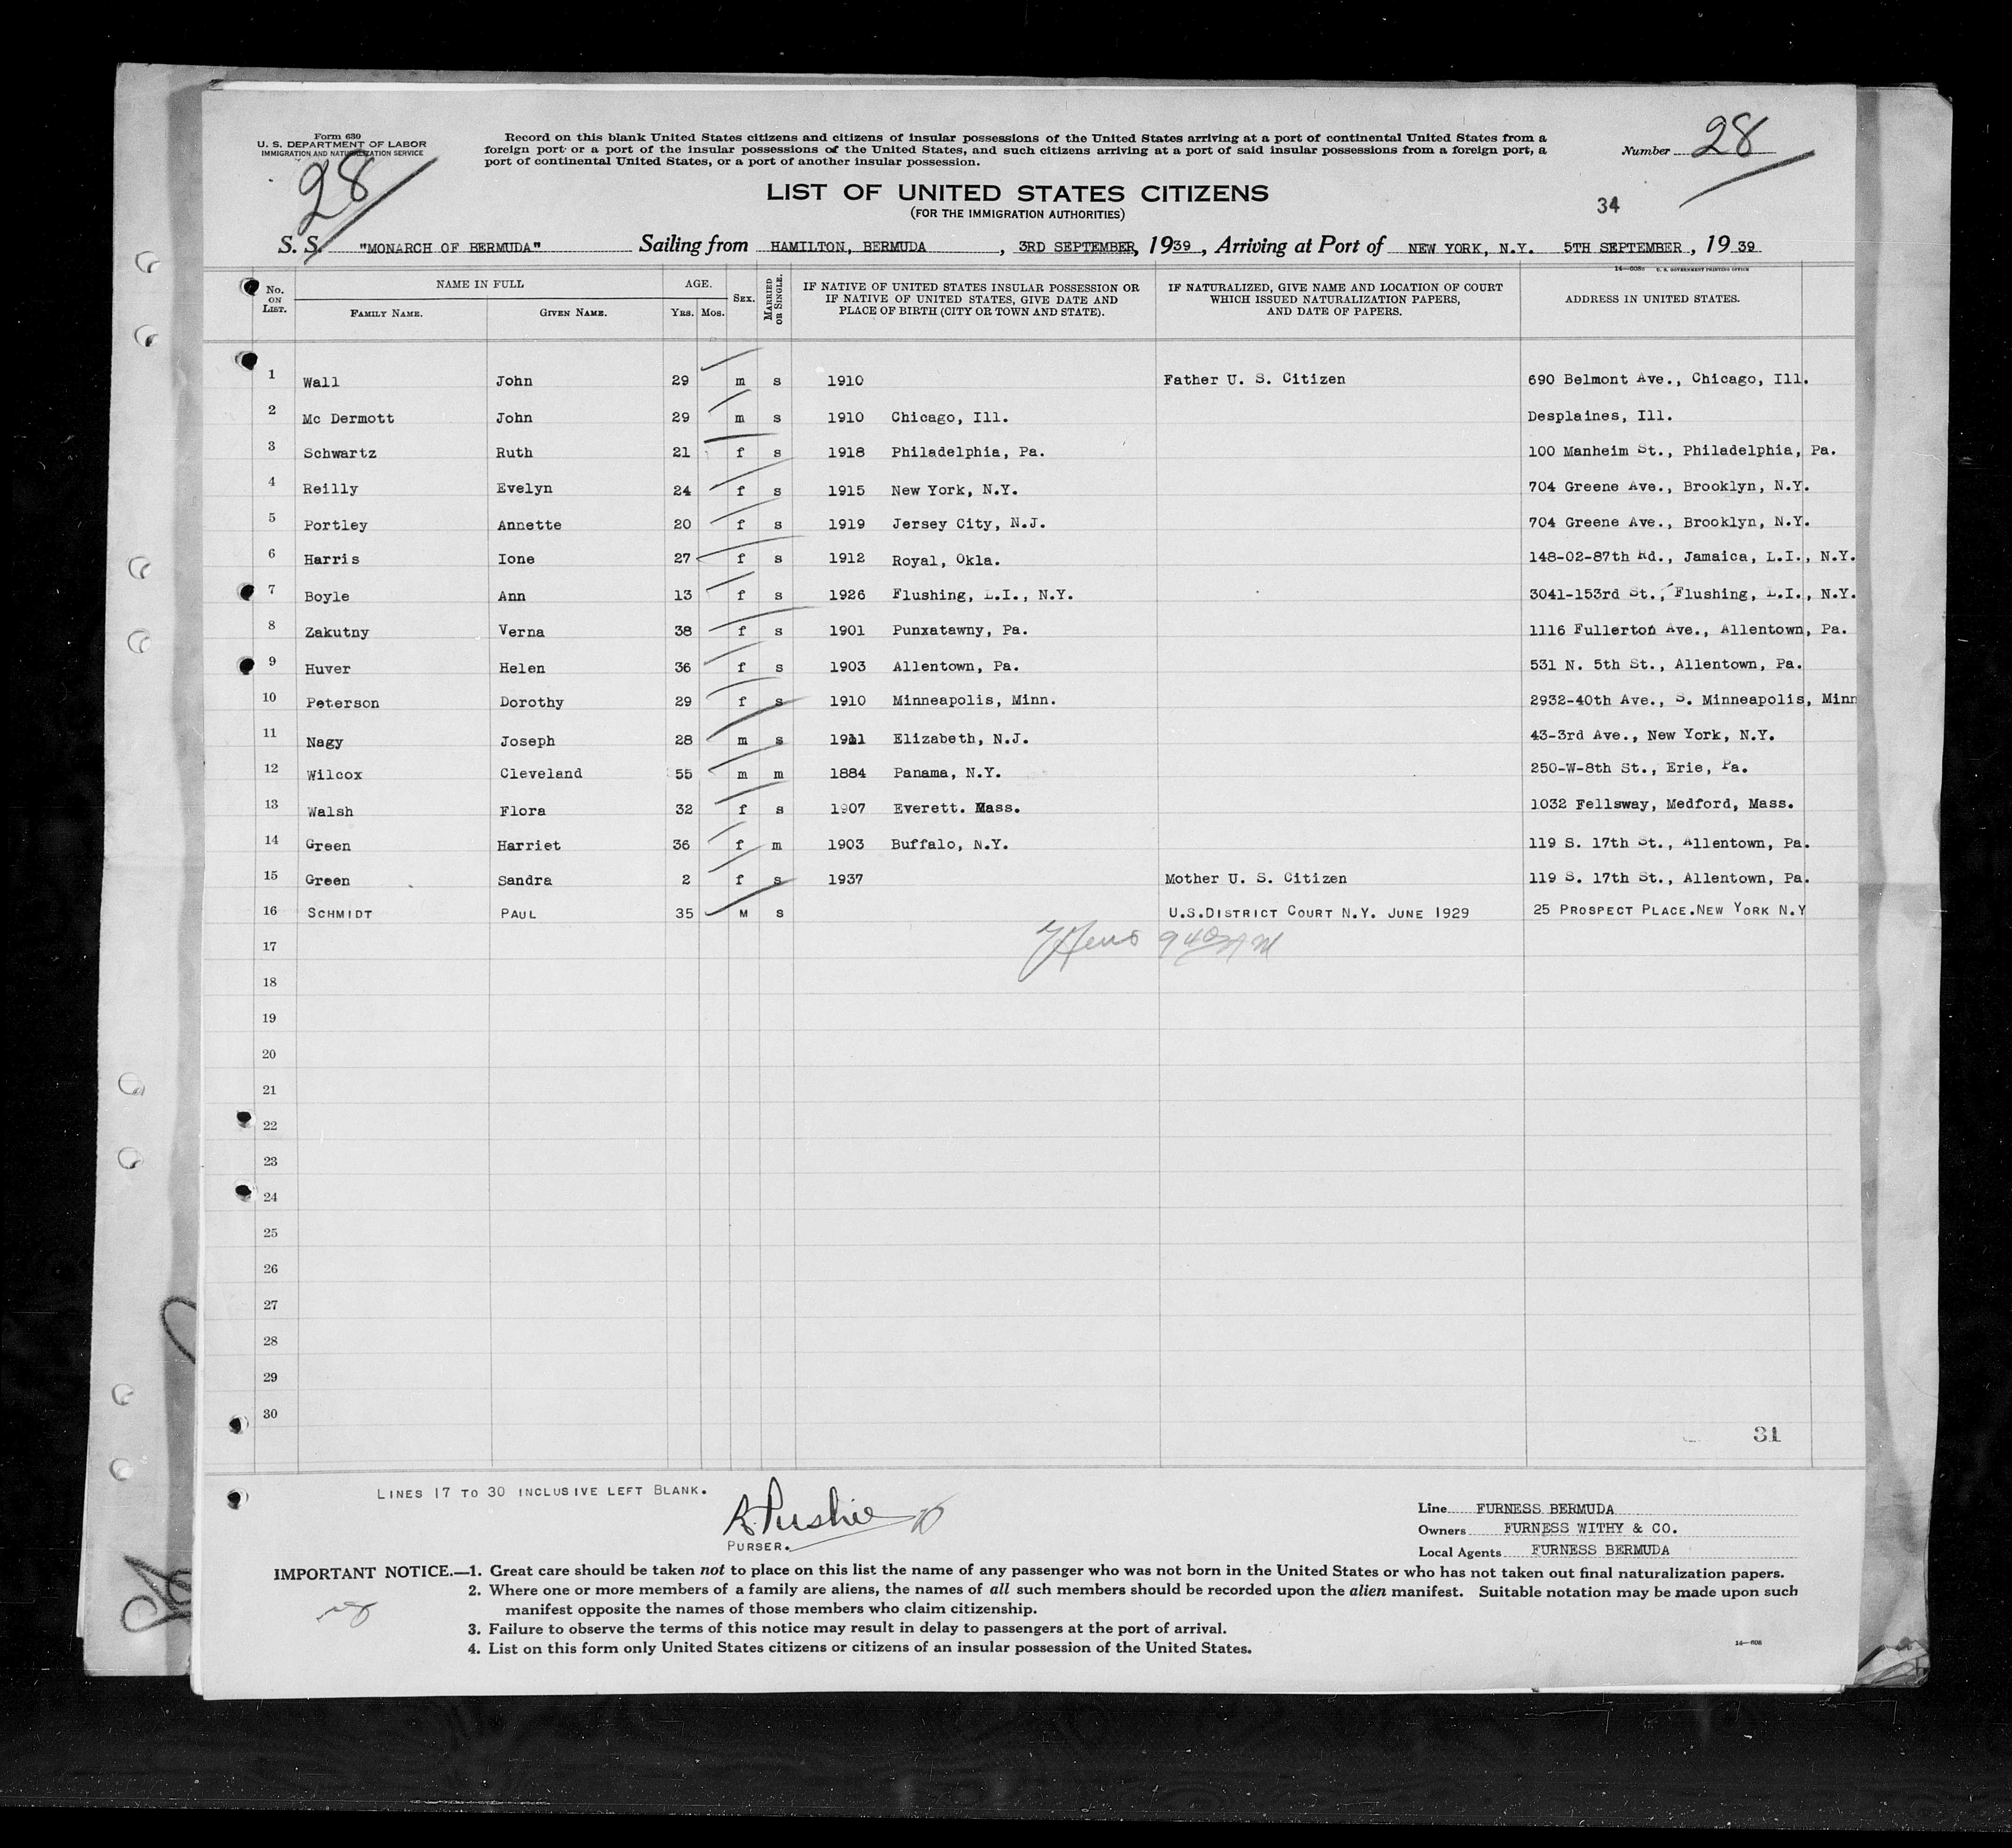 Form 630
U. S. DEPARTMENT OF LABOR
IMMIGRATION AND NATURALIZATION SERVICE
28
Record on this blank United States citizens and citizens of insular possessions of the United States arriving at a port of continental United States from a
foreign port or a port of the insular possessions of the United States, and such citizens arriving at a port of said insular possessions from a foreign port, a
port of continental United States, or a port of another insular possession.
Number 28
LIST OF UNITED STATES CITIZENS
(FOR THE IMMIGRATION AUTHORITIES)
34
S. S. "MONARCH OF BERMUDA" Sailing from HAMILTON, BERMUDA, 3RD SEPTEMBER, 1939, Arriving at Port of NEW YORK, N.Y. 5TH SEPTEMBER, 1939
U. S. GOVERNMENT PRINTING OFFICE
No. ON LIST. NAME IN FULL FAMILY NAME. GIVEN NAME. AGE. YRS. MOS. SEX. MARRIED OR SINGLE. IF NATIVE OF UNITED STATES INSULAR POSSESSION OR IF NATIVE OF UNITED STATES, GIVE DATE AND PLACE OF BIRTH (CITY OR TOWN AND STATE). IF NATURALIZED, GIVE NAME AND LOCATION OF COURT WHICH ISSUED NATURALIZATION PAPERS, AND DATE OF PAPERS. ADDRESS IN UNITED STATES.
1 Wall John 29 m s 1910 Father U. S. Citizen 690 Belmont Ave., Chicago, Ill.
2 Mc Dermott John 29 m s 1910 Chicago, Ill. Desplaines, Ill.
3 Schwartz Ruth 21 f s 1918 Philadelphia, Pa. 100 Manheim St., Philadelphia, Pa.
4 Reilly Evelyn 24 f s 1915 New York, N.Y. 704 Greene Ave., Brooklyn, N.Y.
5 Portley Annette 20 f s 1919 Jersey City, N.J. 704 Greene Ave., Brooklyn, N.Y.
6 Harris Ione 27 f s 1912 Royal, Okla. 148-02-87th Rd., Jamaica, L.I., N.Y.
7 Boyle Ann 13 f s 1926 Flushing, L.I., N.Y. 3041-153rd St., Flushing, L.I., N.Y.
8 Zakutny Verna 38 f s 1901 Punxatawny, Pa. 1116 Fullerton Ave., Allentown, Pa.
9 Huver Helen 36 f s 1903 Allentown, Pa. 531 N. 5th St., Allentown, Pa.
10 Peterson Dorothy 29 f s 1910 Minneapolis, Minn. 2932-40th Ave., S. Minneapolis, Minn
11 Nagy Joseph 28 m s 1911 Elizabeth, N.J. 43-3rd Ave., New York, N.Y.
12 Wilcox Cleveland 55 m m 1884 Panama, N.Y. 250-W-8th St., Erie, Pa.
13 Walsh Flora 32 f s 1907 Everett. Mass. 1032 Fellsway, Medford, Mass.
14 Green Harriet 36 f m 1903 Buffalo, N.Y. 119 S. 17th St., Allentown, Pa.
15 Green Sandra 2 f s 1937 Mother U. S. Citizen 119 S. 17th St., Allentown, Pa.
16 SCHMIDT PAUL 35 M S U.S.DISTRICT COURT N.Y. JUNE 1929 25 PROSPECT PLACE.NEW YORK N.Y
17
18
19
20
21
22
23
24
25
26
27
28
29
30
31
LINES 17 TO 30 INCLUSIVE LEFT BLANK.
PURSER.
Line FURNESS BERMUDA
Owners FURNESS WITHY & CO.
Local Agents FURNESS BERMUDA
IMPORTANT NOTICE.—1. Great care should be taken not to place on this list the name of any passenger who was not born in the United States or who has not taken out final naturalization papers.
2. Where one or more members of a family are aliens, the names of all such members should be recorded upon the alien manifest. Suitable notation may be made upon such
manifest opposite the names of those members who claim citizenship.
3. Failure to observe the terms of this notice may result in delay to passengers at the port of arrival.
4. List on this form only United States citizens or citizens of an insular possession of the United States.